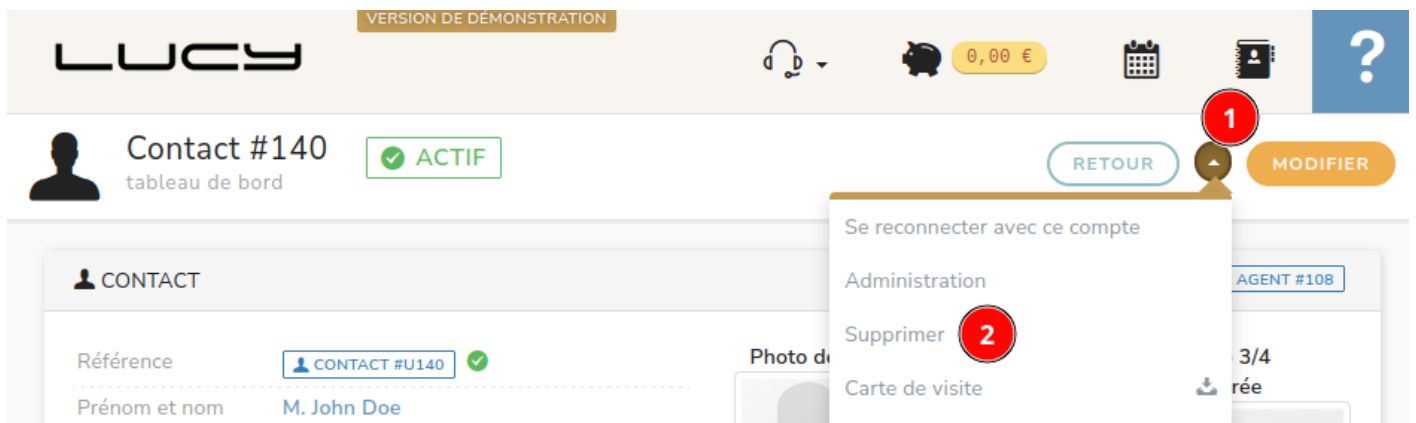 VERSION DE DÉMONSTRATION
LUCY
0,00 €
?
1
Contact #140
ACTIF
RETOUR
MODIFIER
tableau de bord
Se reconnecter avec ce compte
CONTACT
Administration
AGENT #108
Supprimer
2
Référence
CONTACT #U140
Photo de
3/4
Carte de visite
rée
Prénom et nom
M. John Doe